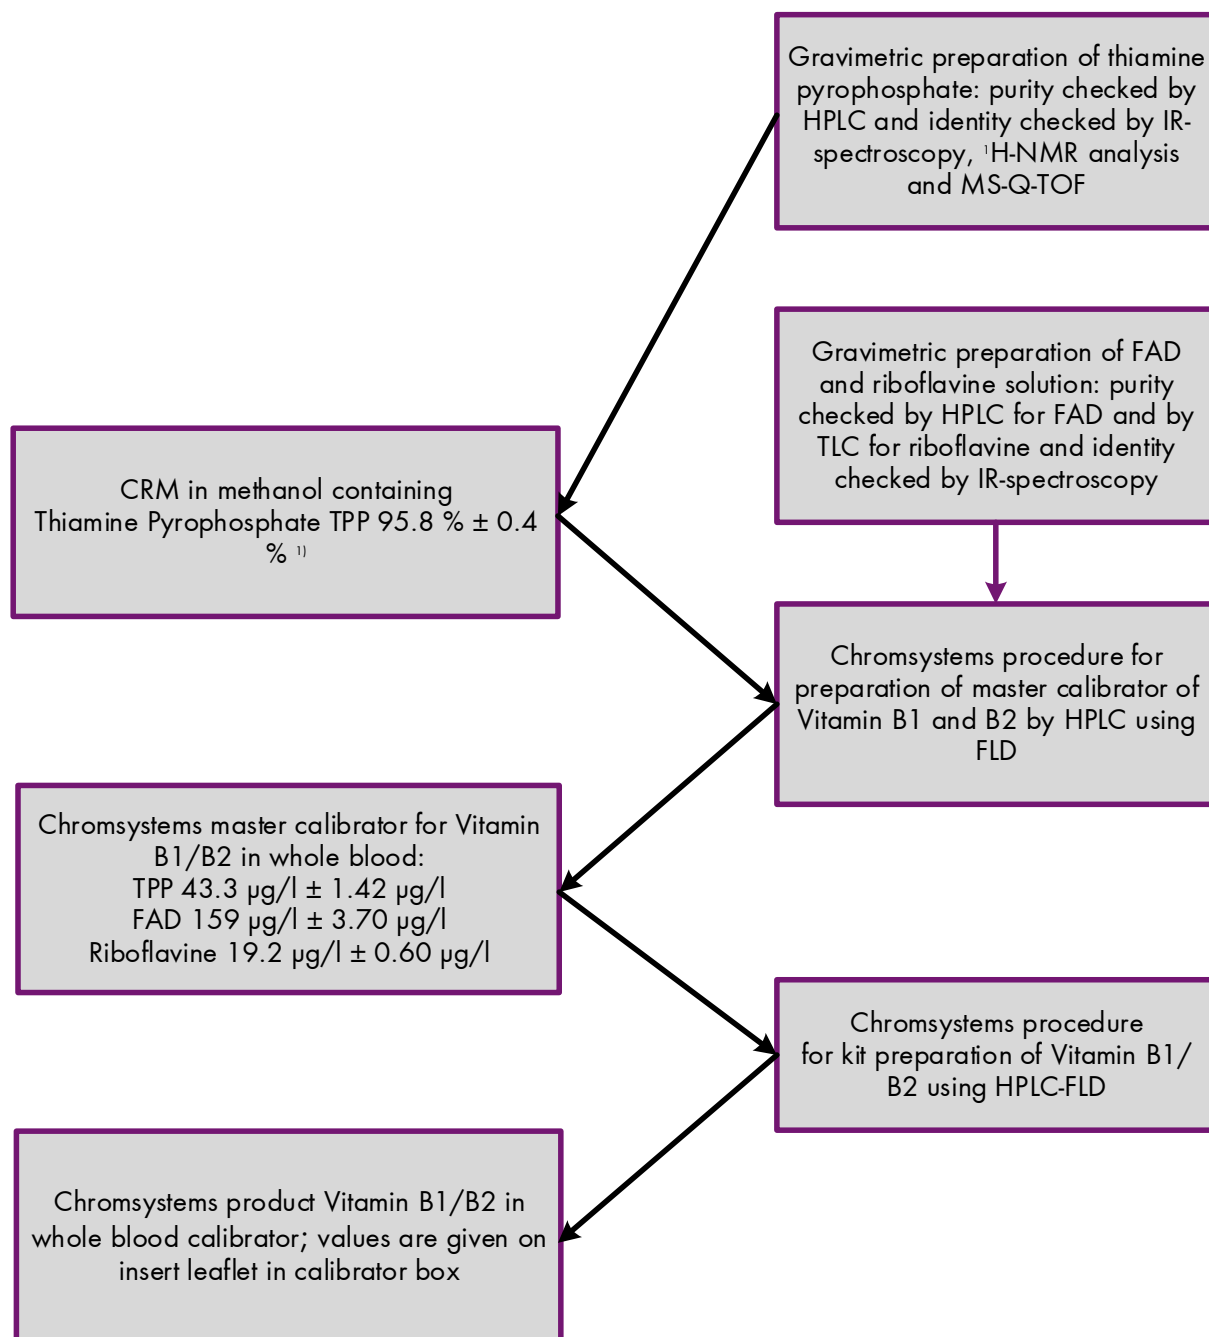 Gravimetric preparation of thiamine
pyrophosphate: purity checked by
HPLC and identity checked by IR-
spectroscopy, ¹H-NMR analysis
and MS-Q-TOF
Gravimetric preparation of FAD
and riboflavine solution: purity
checked by HPLC for FAD and by
TLC for riboflavine and identity
checked by IR-spectroscopy
CRM in methanol containing
Thiamine Pyrophosphate TPP 95.8 % ± 0.4
% ¹⁾
Chromsystems procedure for
preparation of master calibrator of
Vitamin B1 and B2 by HPLC using
FLD
Chromsystems master calibrator for Vitamin
B1/B2 in whole blood:
TPP 43.3 µg/l ± 1.42 µg/l
FAD 159 µg/l ± 3.70 µg/l
Riboflavine 19.2 µg/l ± 0.60 µg/l
Chromsystems procedure
for kit preparation of Vitamin B1/
B2 using HPLC-FLD
Chromsystems product Vitamin B1/B2 in
whole blood calibrator; values are given on
insert leaflet in calibrator box